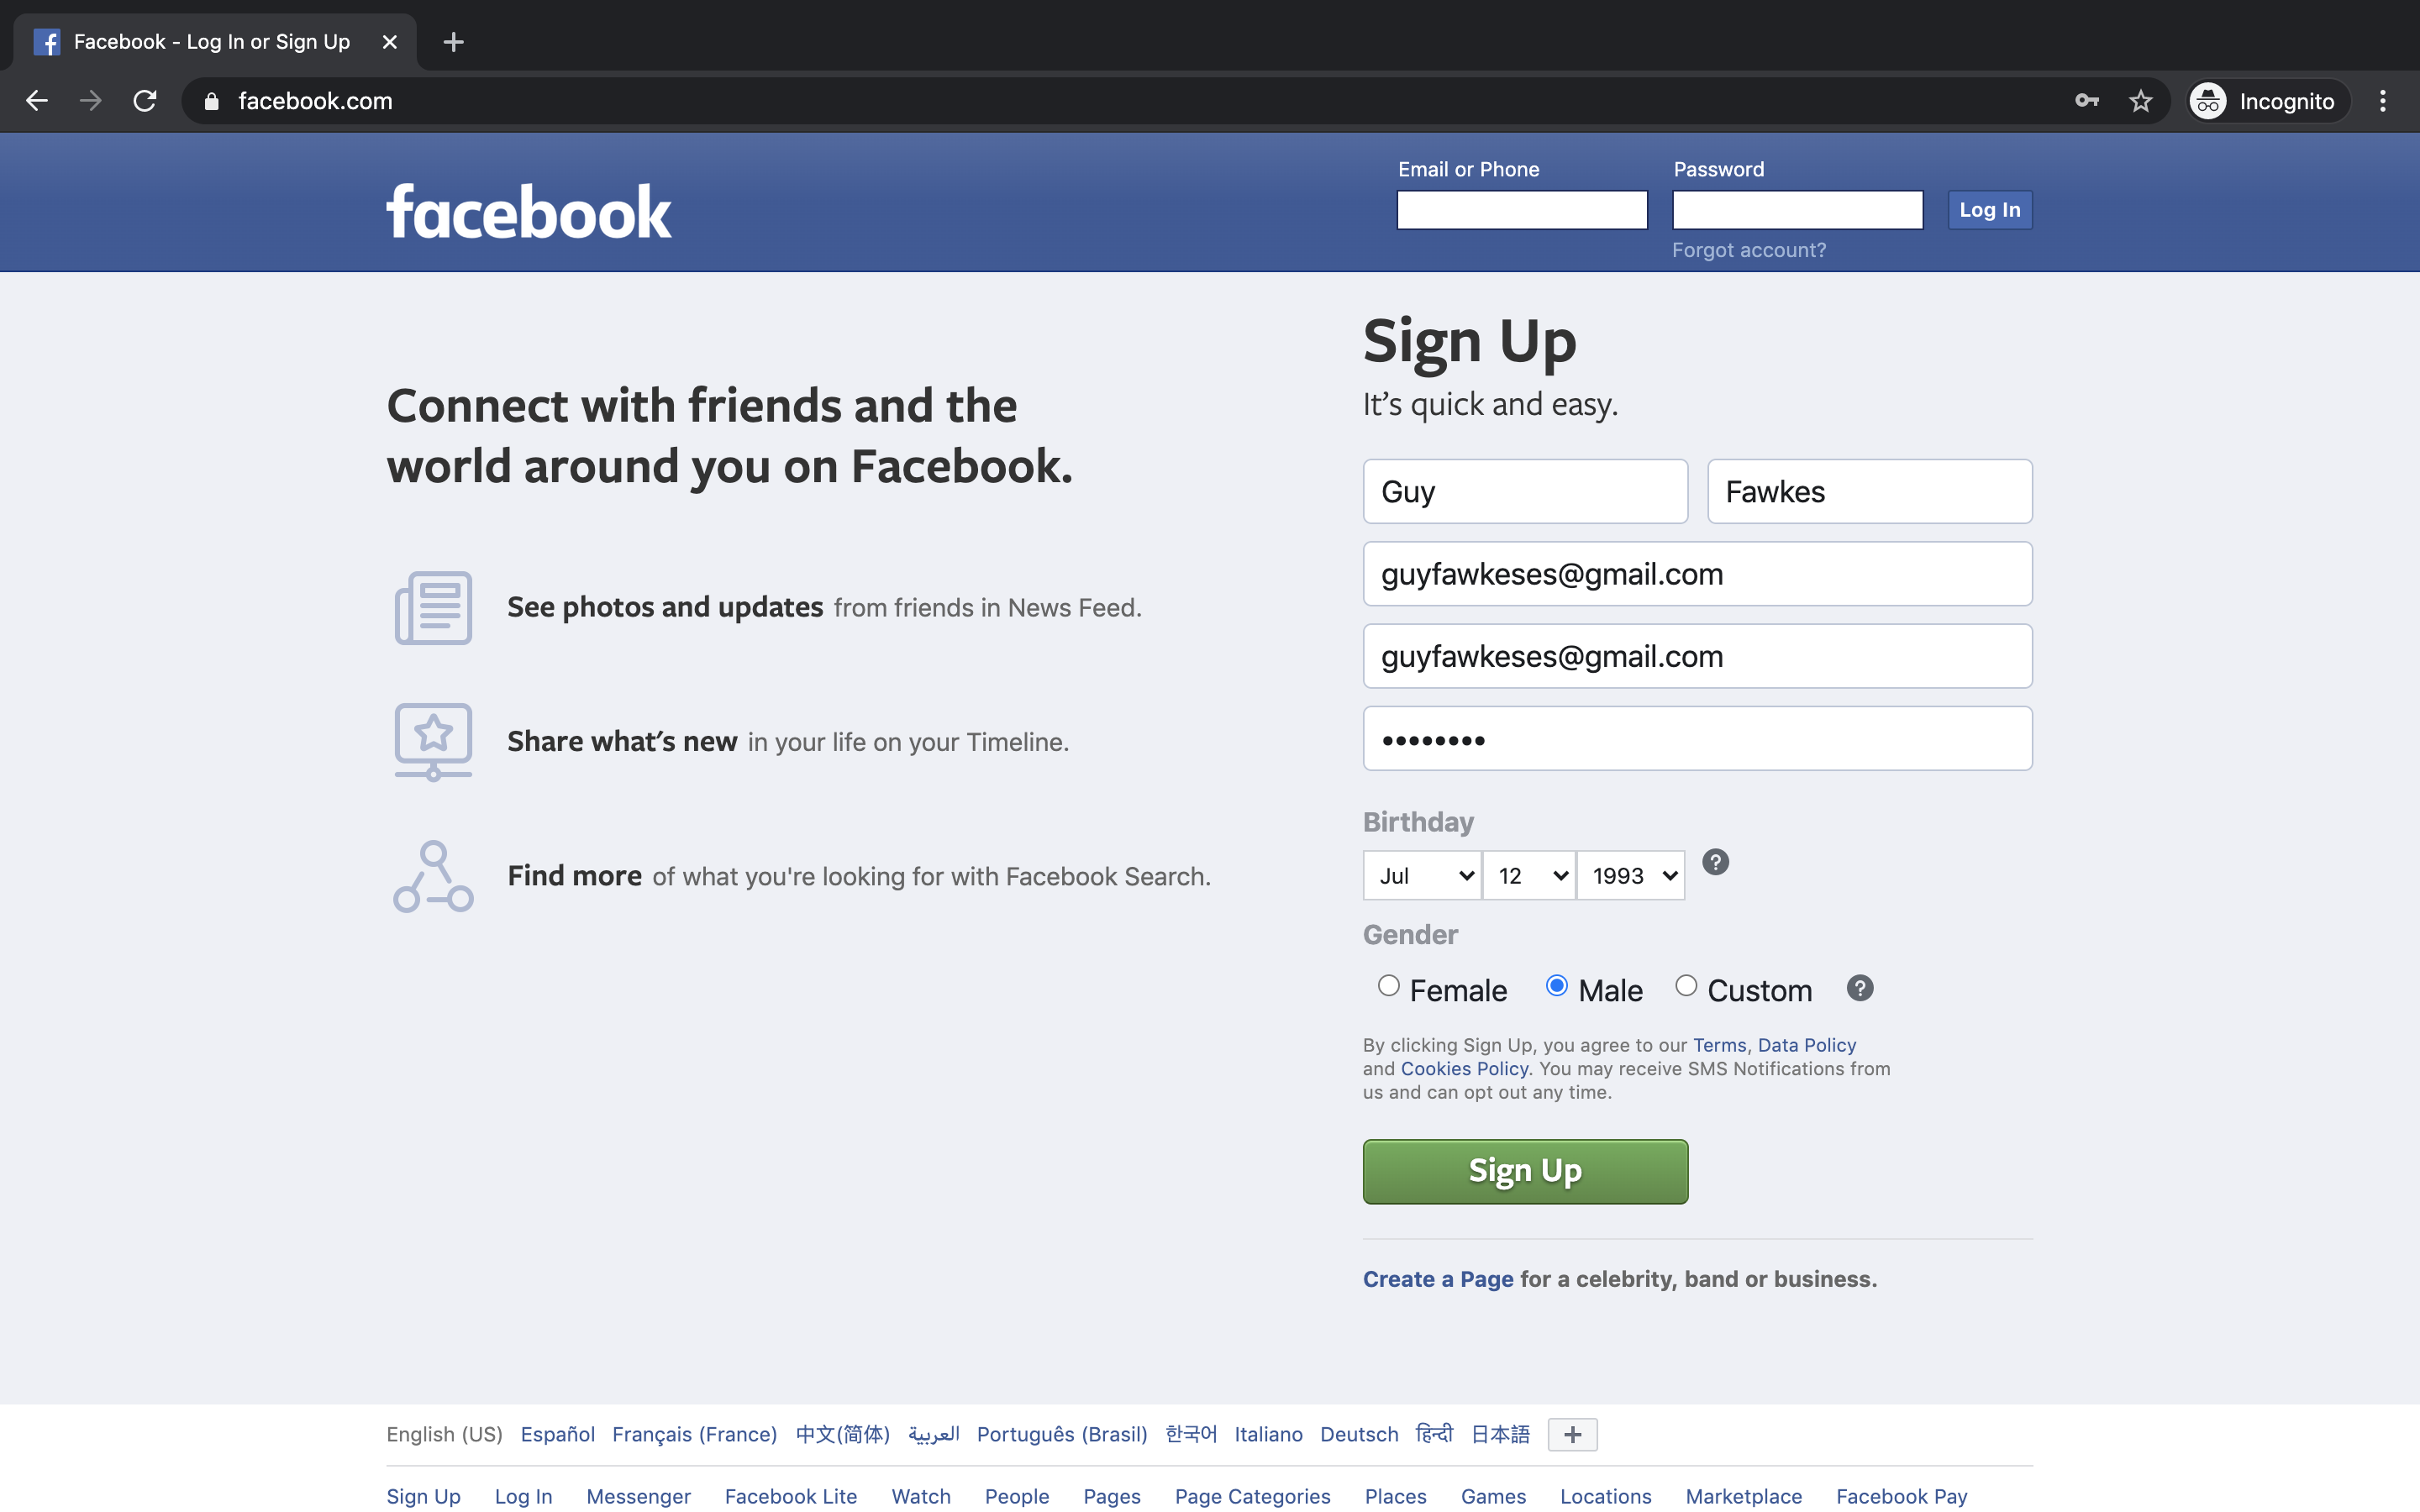 Facebook - Log In or Sign Up
facebook.com
Incognito
facebook
Email or Phone
Password
Log In
Forgot account?
Connect with friends and the
world around you on Facebook.
See photos and updates from friends in News Feed.
Share what's new in your life on your Timeline.
Find more of what you're looking for with Facebook Search.
Sign Up
It's quick and easy.
Guy
Fawkes
guyfawkeses@gmail.com
guyfawkeses@gmail.com
••••••••
Birthday
Jul 12 1993 ?
Gender
Female Male Custom ?
By clicking Sign Up, you agree to our Terms, Data Policy
and Cookies Policy. You may receive SMS Notifications from
us and can opt out any time.
Sign Up
Create a Page for a celebrity, band or business.
English (US) Español Français (France) 中文(简体) العربية Português (Brasil) 한국어 Italiano Deutsch हिन्दी 日本語 +
Sign Up Log In Messenger Facebook Lite Watch People Pages Page Categories Places Games Locations Marketplace Facebook Pay